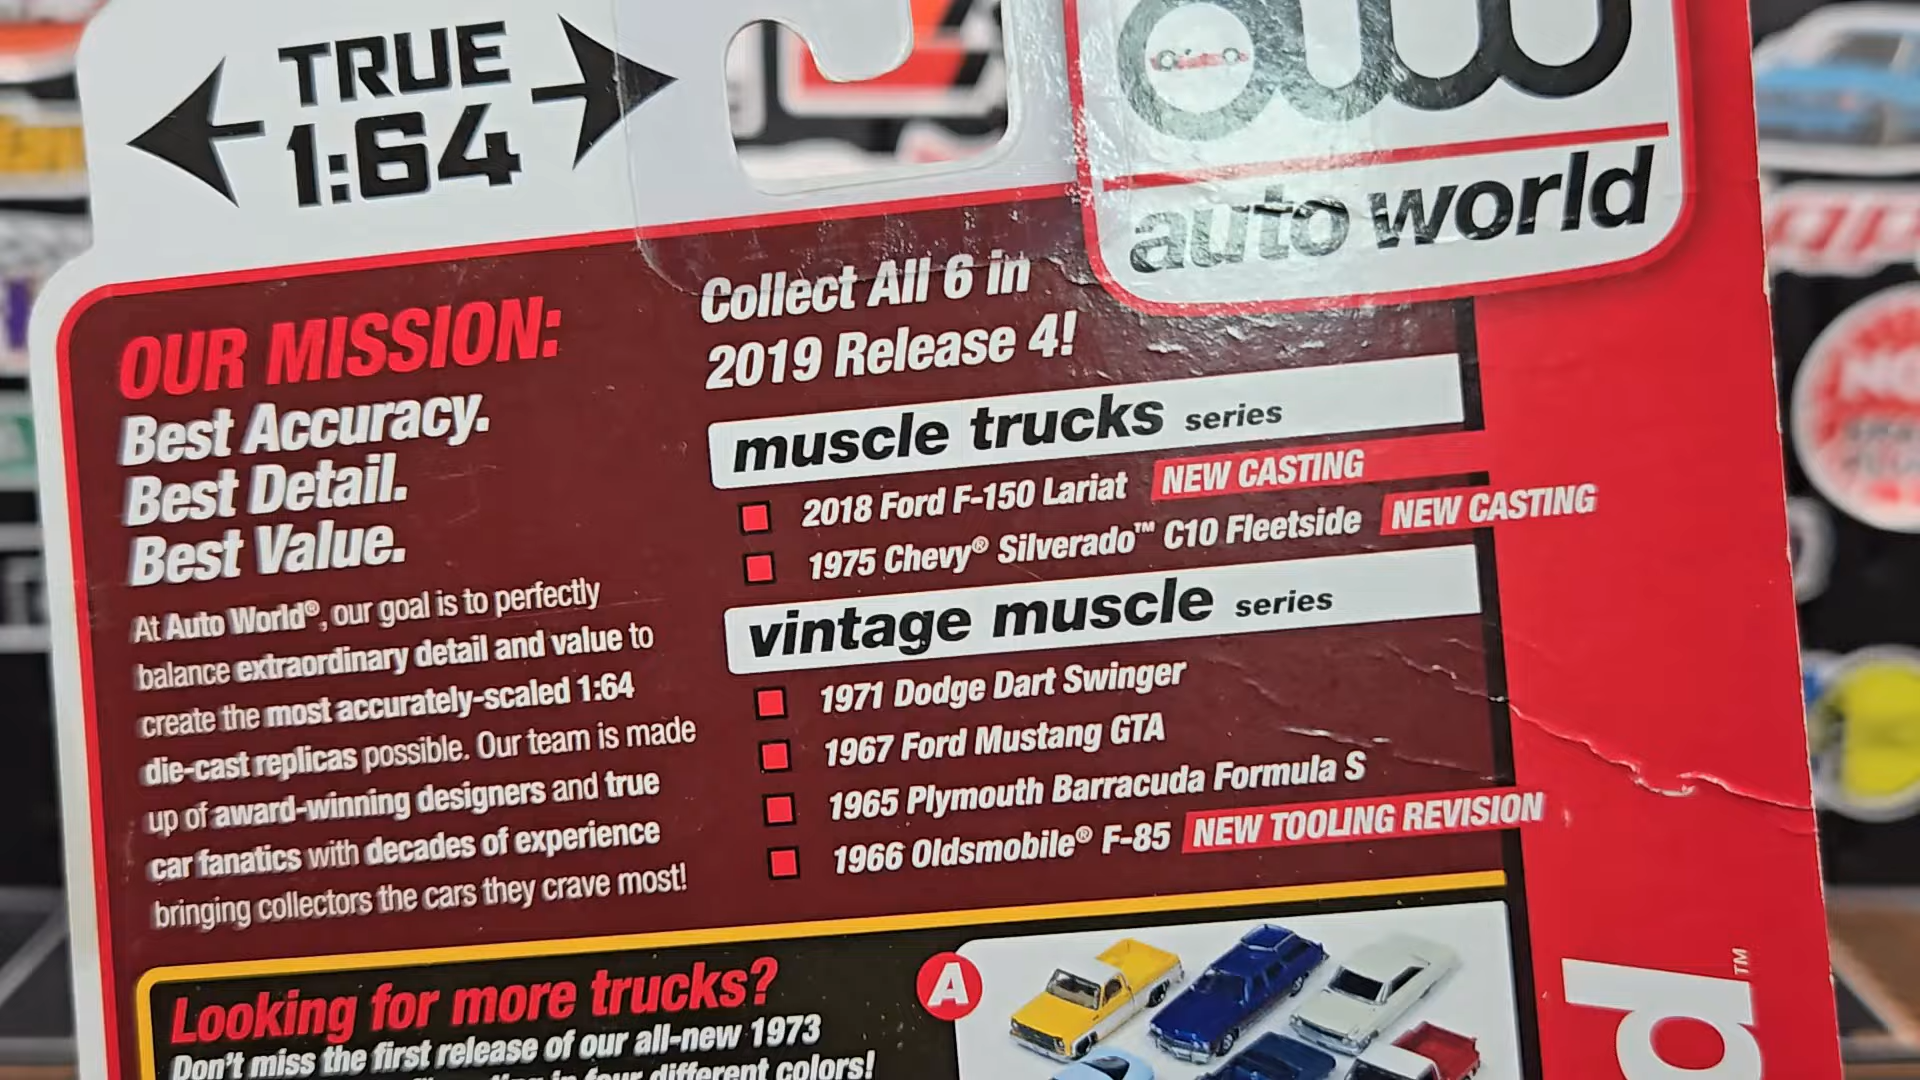 TRUE
1:64
aw
auto world
OUR MISSION:
Best Accuracy.
Best Detail.
Best Value.
At Auto World®, our goal is to perfectly
balance extraordinary detail and value to
create the most accurately-scaled 1:64
die-cast replicas possible. Our team is made
up of award-winning designers and true
car fanatics with decades of experience
bringing collectors the cars they crave most!
Collect All 6 in
2019 Release 4!
muscle trucks series
2018 Ford F-150 Lariat NEW CASTING
1975 Chevy® Silverado™ C10 Fleetside NEW CASTING
vintage muscle series
1971 Dodge Dart Swinger
1967 Ford Mustang GTA
1965 Plymouth Barracuda Formula S
1966 Oldsmobile® F-85 NEW TOOLING REVISION
Looking for more trucks?
Don't miss the first release of our all-new 1973
in four different colors!
A
d™